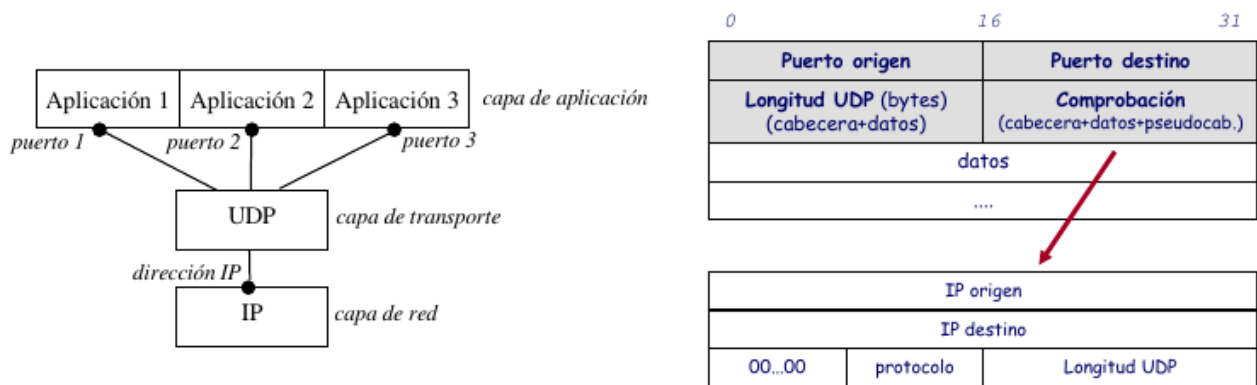 Aplicación 1 Aplicación 2 Aplicación 3 capa de aplicación
puerto 1 puerto 2 puerto 3
UDP capa de transporte
dirección IP
IP capa de red
0 16 31
Puerto origen Puerto destino
Longitud UDP (bytes) Comprobación
(cabecera+datos) (cabecera+datos+pseudocab.)
datos
....
IP origen
IP destino
00...00 protocolo Longitud UDP